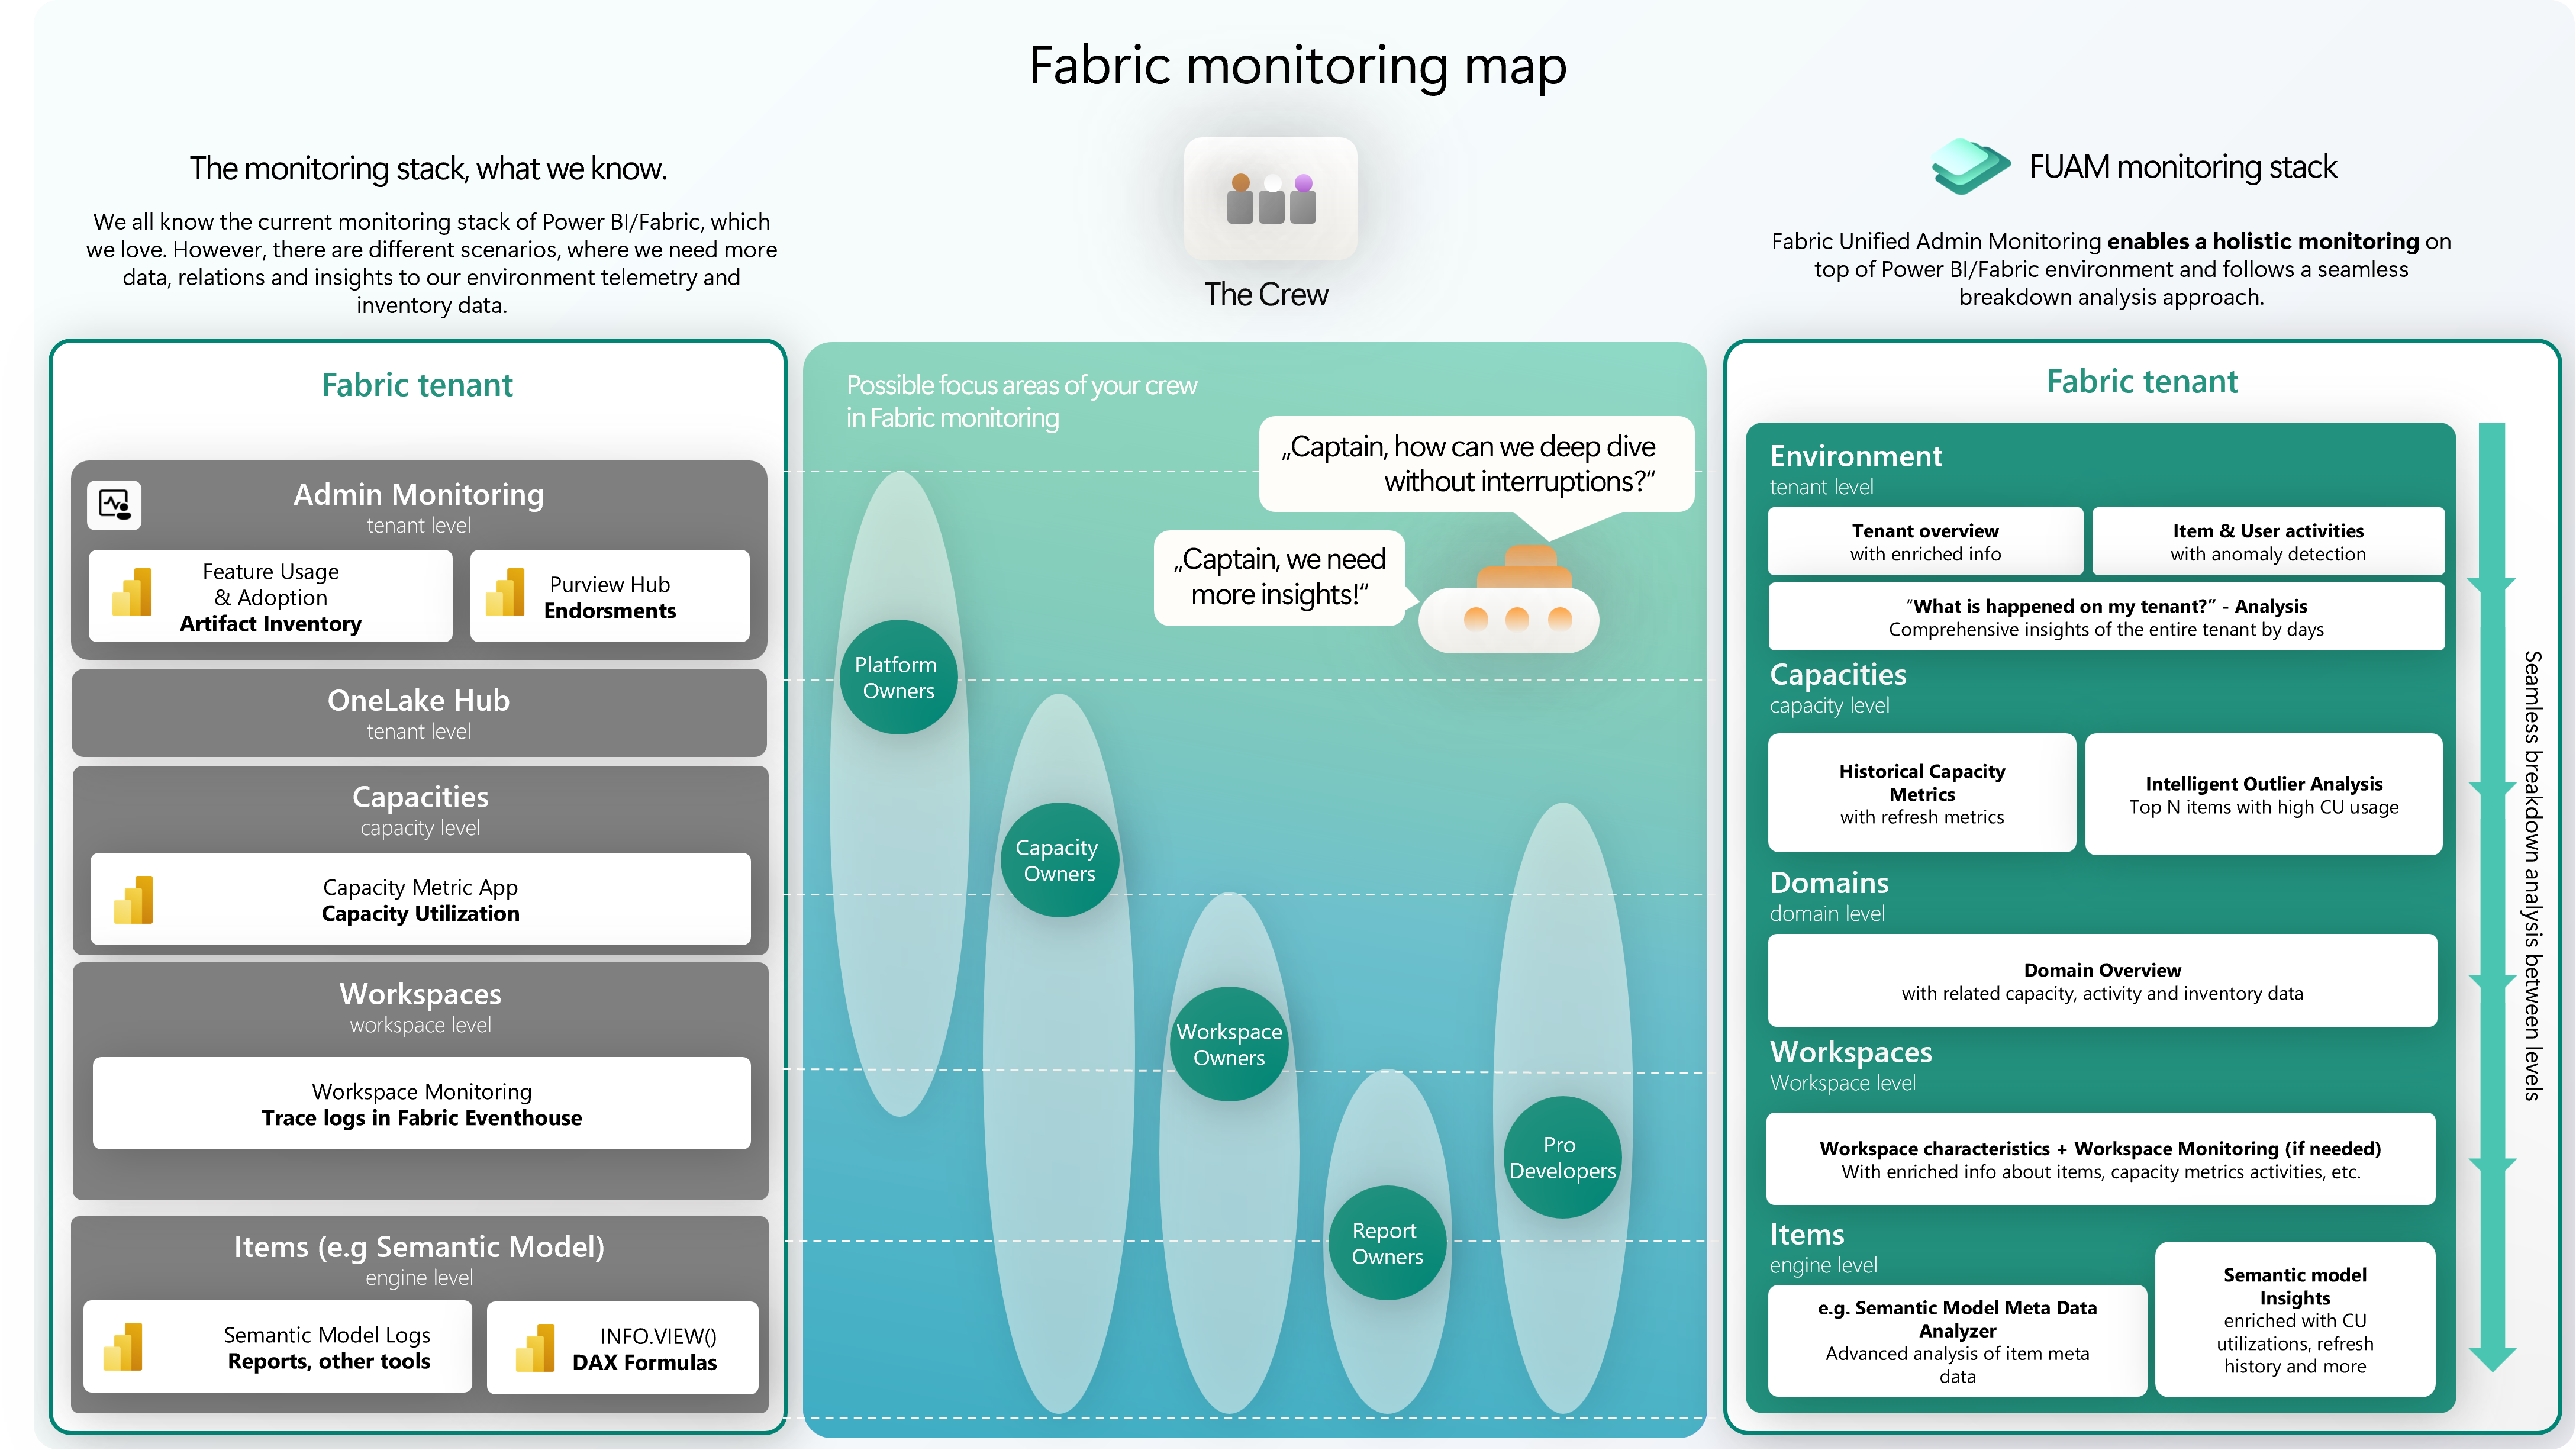 Fabric monitoring map
The monitoring stack, what we know.
We all know the current monitoring stack of Power BI/Fabric, which
we love. However, there are different scenarios, where we need more
data, relations and insights to our environment telemetry and
inventory data.
The Crew
FUAM monitoring stack
Fabric Unified Admin Monitoring enables a holistic monitoring on
top of Power BI/Fabric environment and follows a seamless
breakdown analysis approach.
Fabric tenant
Admin Monitoring
tenant level
Feature Usage
& Adoption
Artifact Inventory
Purview Hub
Endorsments
OneLake Hub
tenant level
Capacities
capacity level
Capacity Metric App
Capacity Utilization
Workspaces
workspace level
Workspace Monitoring
Trace logs in Fabric Eventhouse
Items (e.g Semantic Model)
engine level
Semantic Model Logs
Reports, other tools
INFO.VIEW()
DAX Formulas
Possible focus areas of your crew
in Fabric monitoring
„Captain, how can we deep dive
without interruptions?“
„Captain, we need
more insights!“
Platform
Owners
Capacity
Owners
Workspace
Owners
Report
Owners
Pro
Developers
Fabric tenant
Environment
tenant level
Tenant overview
with enriched info
Item & User activities
with anomaly detection
“What is happened on my tenant?” - Analysis
Comprehensive insights of the entire tenant by days
Capacities
capacity level
Historical Capacity
Metrics
with refresh metrics
Intelligent Outlier Analysis
Top N items with high CU usage
Domains
domain level
Domain Overview
with related capacity, activity and inventory data
Workspaces
Workspace level
Workspace characteristics + Workspace Monitoring (if needed)
With enriched info about items, capacity metrics activities, etc.
Items
engine level
e.g. Semantic Model Meta Data
Analyzer
Advanced analysis of item meta
data
Semantic model
Insights
enriched with CU
utilizations, refresh
history and more
Seamless breakdown analysis between levels